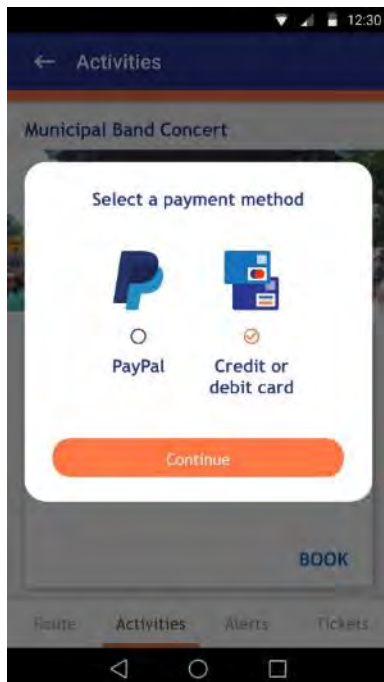 12:30
Activities
Municipal Band Concert
Select a payment method
PayPal
Credit or
debit card
Continue
BOOK
Route Activities Alerts Tickets